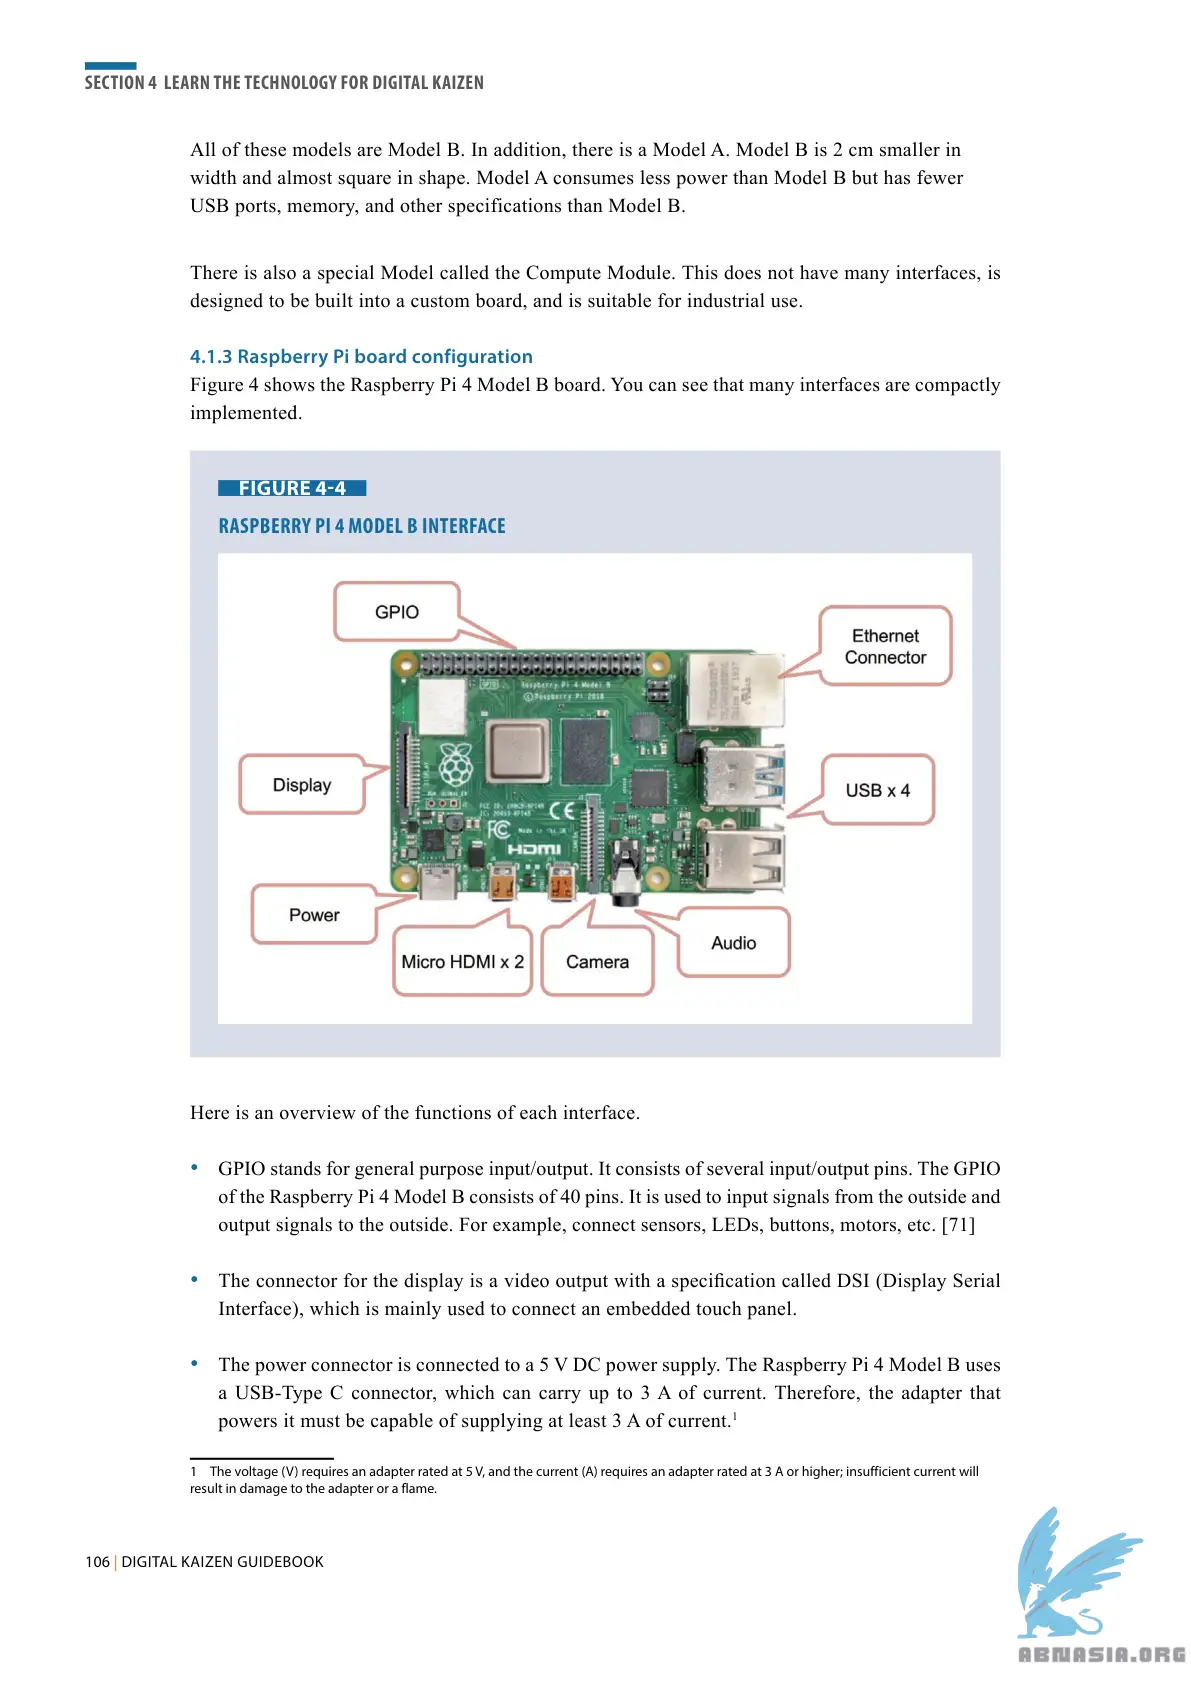 SECTION 4 LEARN THE TECHNOLOGY FOR DIGITAL KAIZEN
All of these models are Model B. In addition, there is a Model A. Model B is 2 cm smaller in
width and almost square in shape. Model A consumes less power than Model B but has fewer
USB ports, memory, and other specifications than Model B.
There is also a special Model called the Compute Module. This does not have many interfaces, is
designed to be built into a custom board, and is suitable for industrial use.
4.1.3 Raspberry Pi board configuration
Figure 4 shows the Raspberry Pi 4 Model B board. You can see that many interfaces are compactly
implemented.
FIGURE 4-4
RASPBERRY PI 4 MODEL B INTERFACE
GPIO
Ethernet
Connector
GPIO
Raspberry Pi 4 Model B
©Raspberry Pi 2018
DISPLAY
Display
USB x 4
CE
FC
HDMI
Power
Micro HDMI x 2
Camera
Audio
Here is an overview of the functions of each interface.
• GPIO stands for general purpose input/output. It consists of several input/output pins. The GPIO
of the Raspberry Pi 4 Model B consists of 40 pins. It is used to input signals from the outside and
output signals to the outside. For example, connect sensors, LEDs, buttons, motors, etc. [71]
• The connector for the display is a video output with a specification called DSI (Display Serial
Interface), which is mainly used to connect an embedded touch panel.
• The power connector is connected to a 5 V DC power supply. The Raspberry Pi 4 Model B uses
a USB-Type C connector, which can carry up to 3 A of current. Therefore, the adapter that
powers it must be capable of supplying at least 3 A of current.1
1 The voltage (V) requires an adapter rated at 5 V, and the current (A) requires an adapter rated at 3 A or higher; insufficient current will
result in damage to the adapter or a flame.
106 | DIGITAL KAIZEN GUIDEBOOK
ABNASIA.ORG